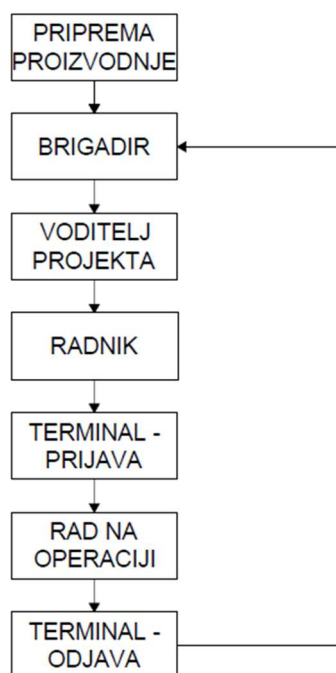 PRIPREMA
PROIZVODNJE
BRIGADIR
VODITELJ
PROJEKTA
RADNIK
TERMINAL -
PRIJAVA
RAD NA
OPERACIJI
TERMINAL -
ODJAVA